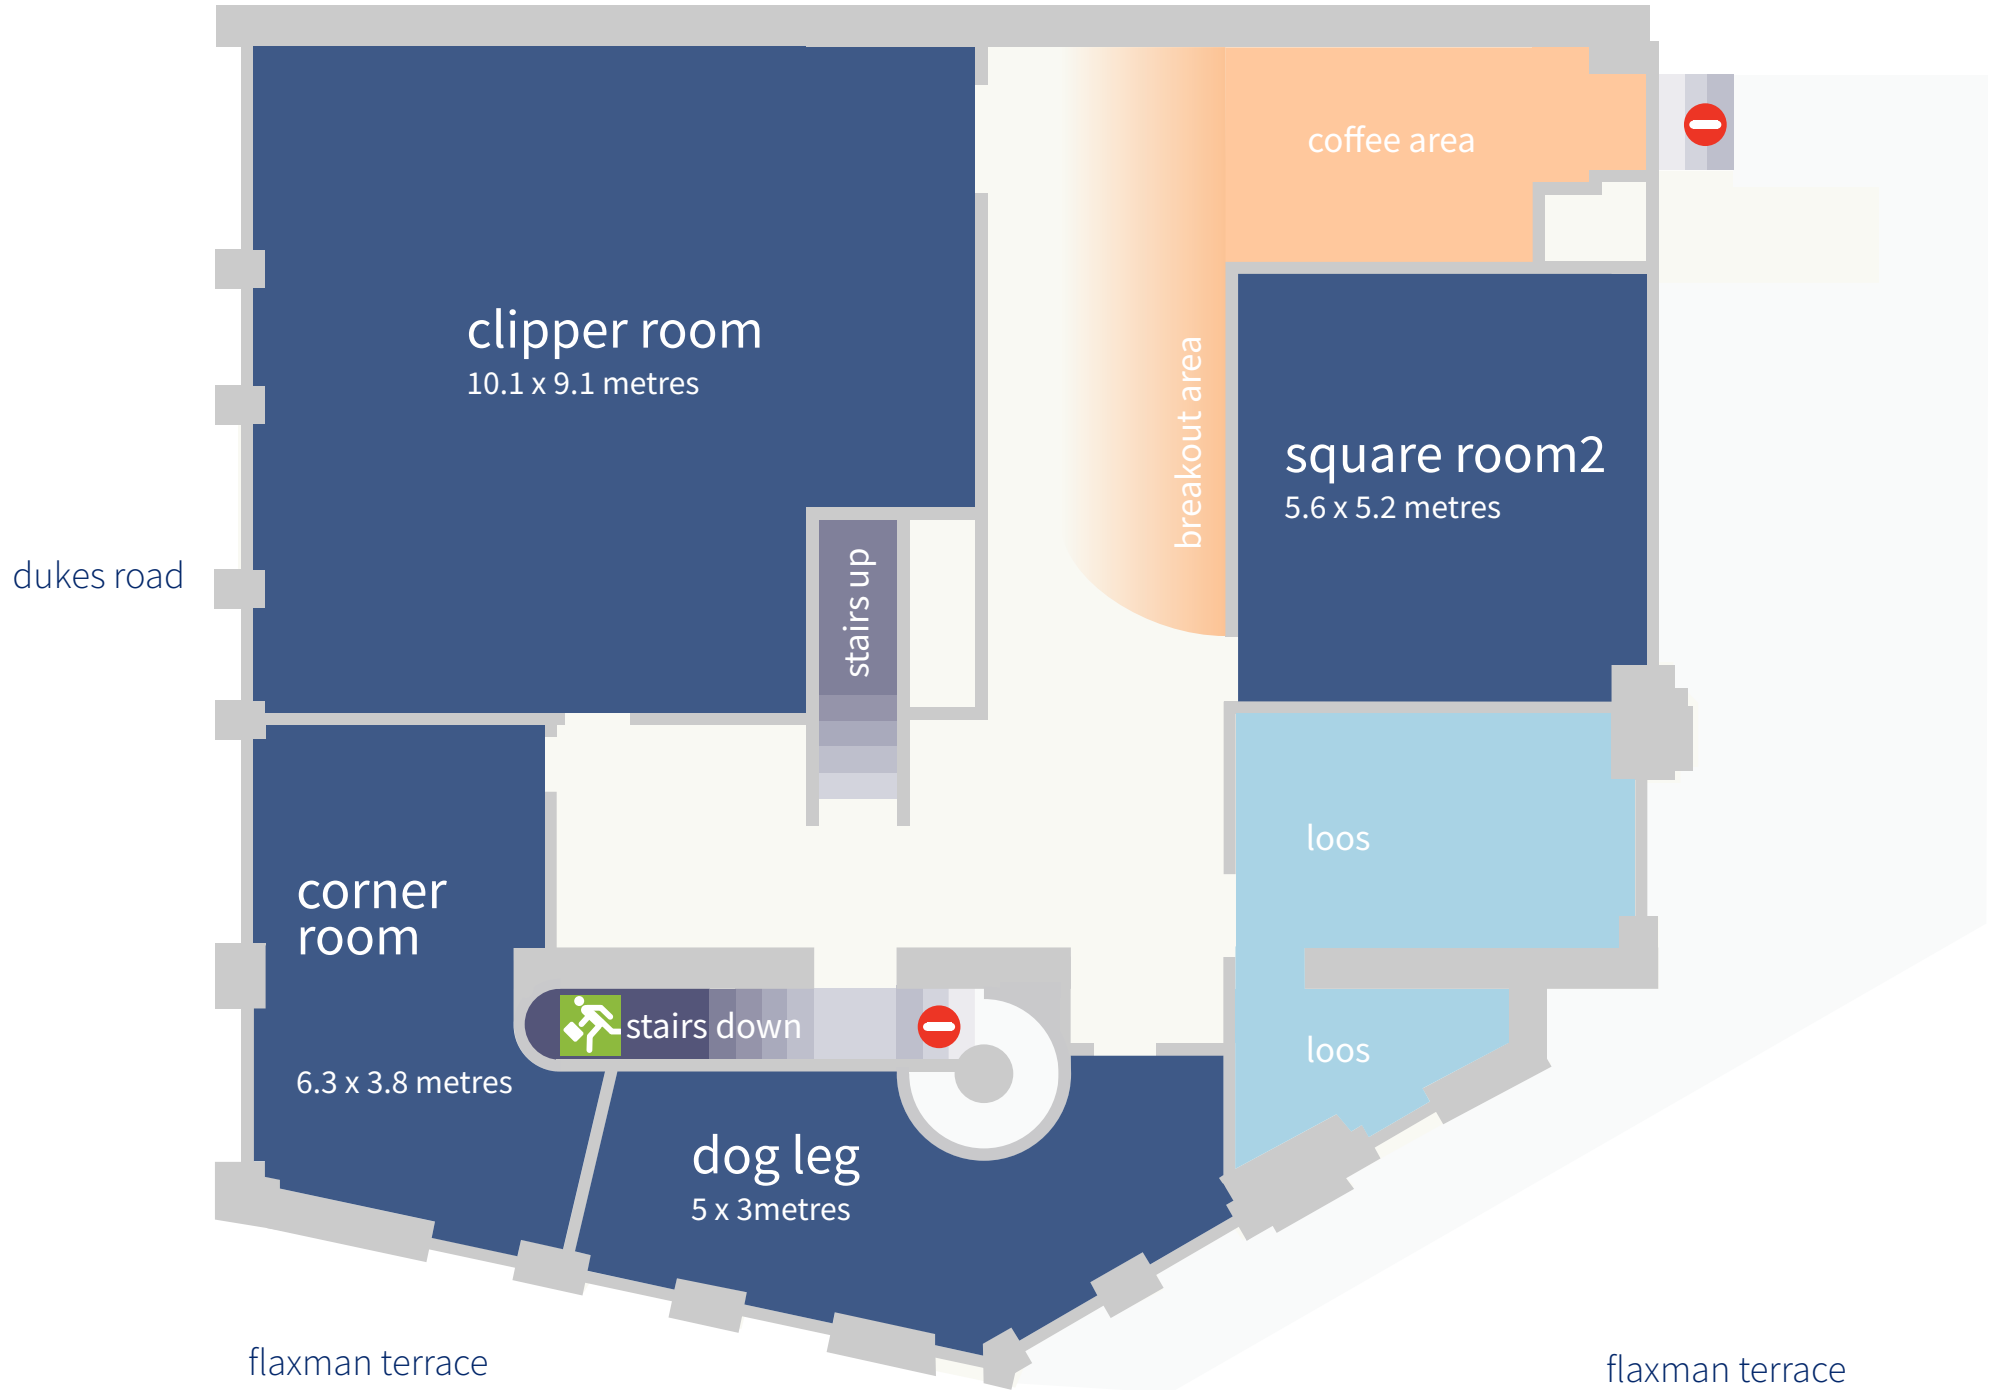 coffee area
clipper room
10.1 x 9.1 metres
breakout area
square room2
5.6 x 5.2 metres
dukes road
stairs up
loos
corner
room
6.3 x 3.8 metres
stairs down
loos
dog leg
5 x 3metres
flaxman terrace
flaxman terrace